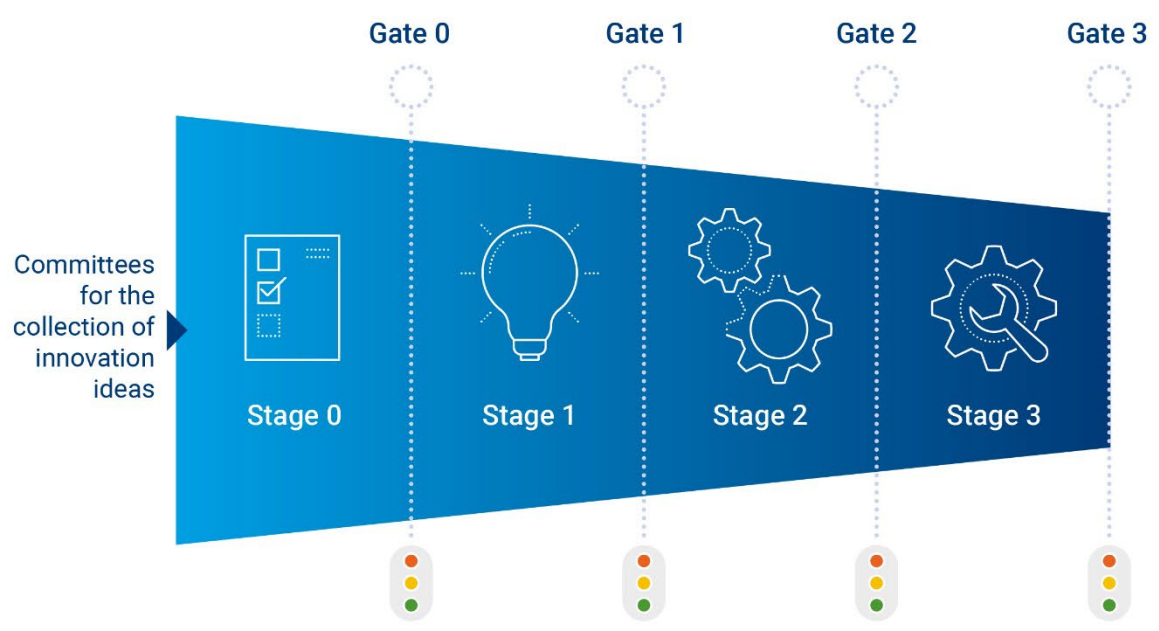 Gate 0
Gate 1
Gate 2
Gate 3
Committees
for the
collection of
innovation
ideas
Stage 0
Stage 1
Stage 2
Stage 3